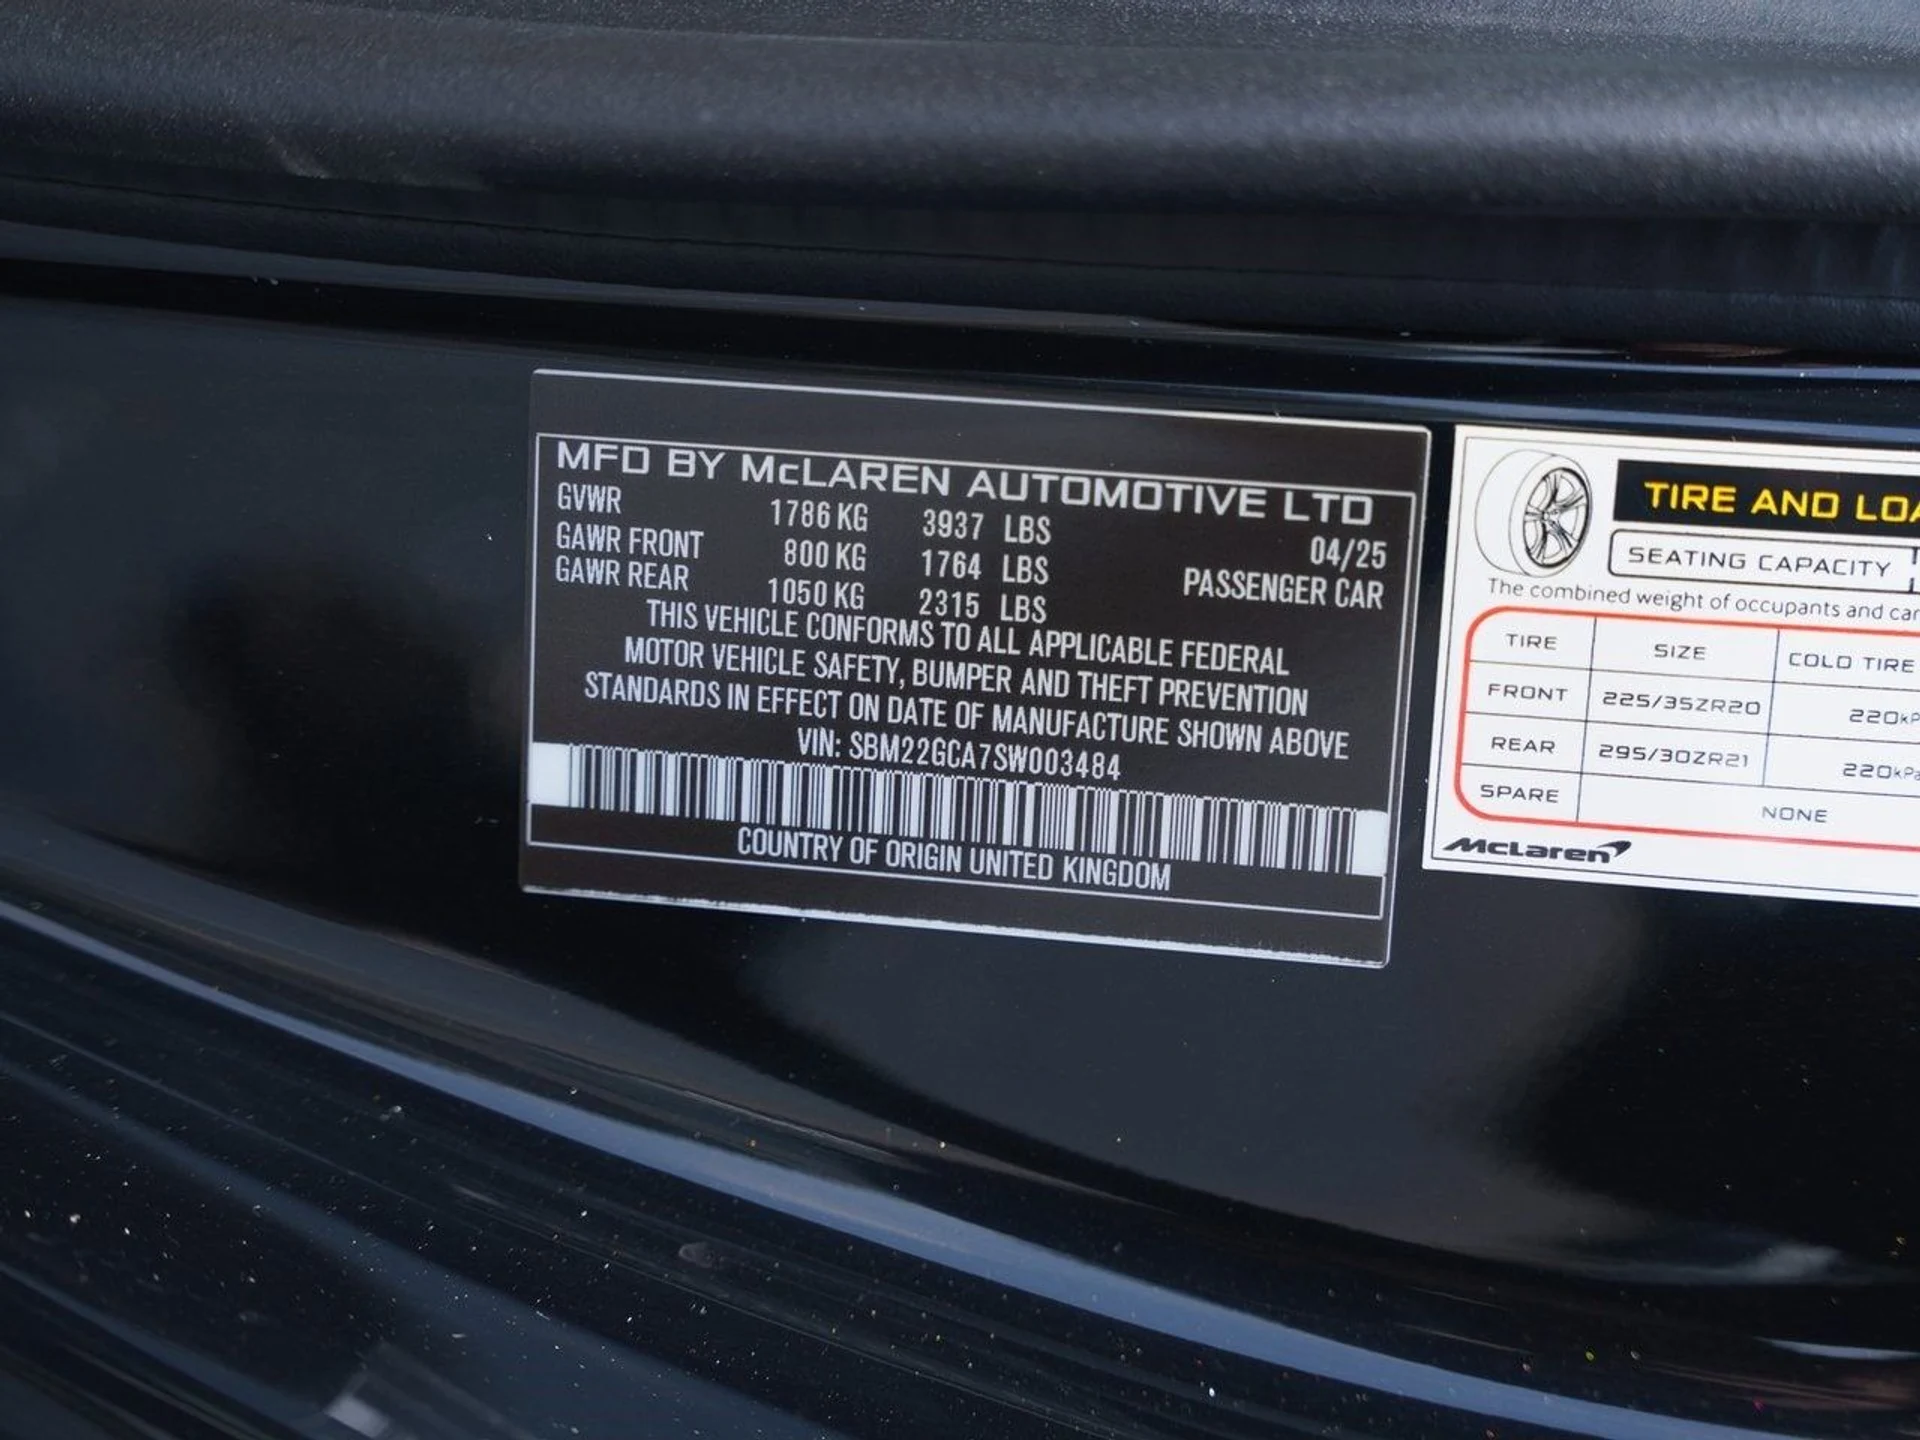 MFD BY McLAREN AUTOMOTIVE LTD
GVWR 1786 KG 3937 LBS 04/25
GAWR FRONT 800 KG 1764 LBS PASSENGER CAR
GAWR REAR 1050 KG 2315 LBS
THIS VEHICLE CONFORMS TO ALL APPLICABLE FEDERAL
MOTOR VEHICLE SAFETY, BUMPER AND THEFT PREVENTION
STANDARDS IN EFFECT ON DATE OF MANUFACTURE SHOWN ABOVE
VIN: SBM22GCA7SW003484
COUNTRY OF ORIGIN UNITED KINGDOM
TIRE AND
SEATING CAPACITY
The combined weight of occupants and
TIRE SIZE COLD TIRE
FRONT 225/35ZR20 220
REAR 295/30ZR21 220kPa
SPARE NONE
McLaren